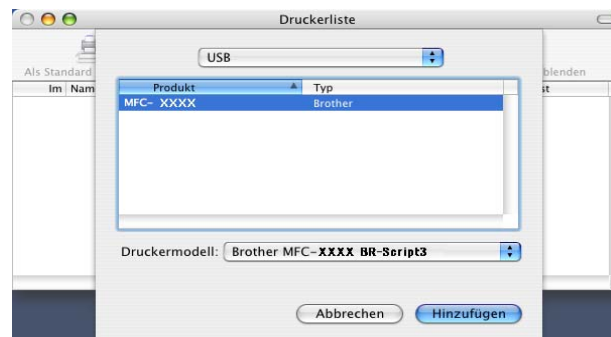 Druckerliste
USB
Als Standard
blenden
Im Nam
st
Produkt Typ
MFC- XXXX Brother
Druckermodell: Brother MFC-XXXX BR-Script3
Abbrechen Hinzufügen